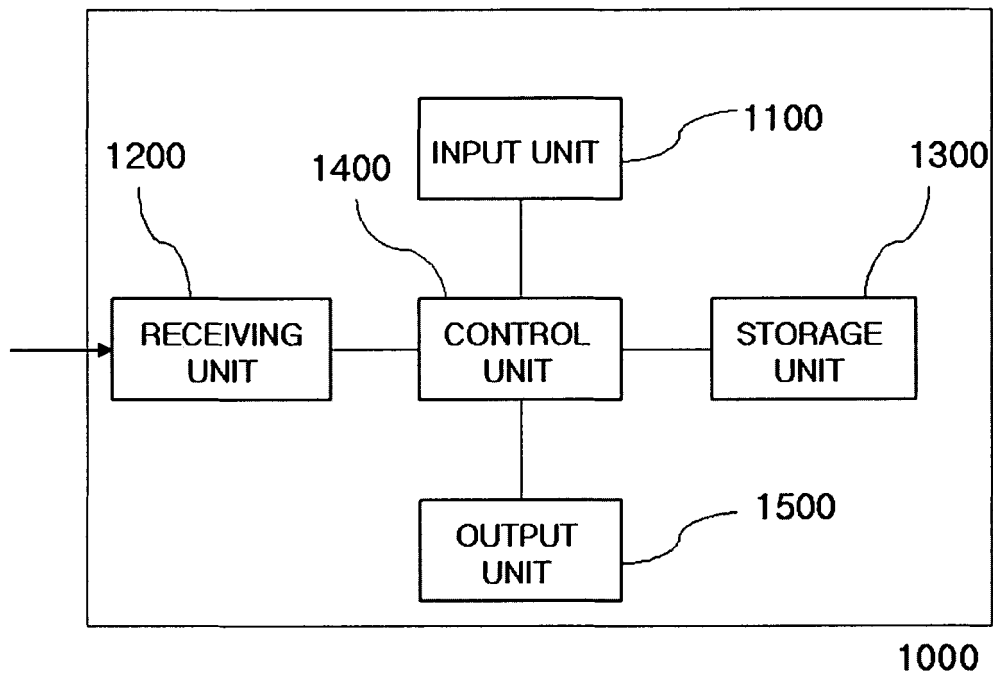 1100
INPUT UNIT
1200
1400
1300
RECEIVING
UNIT
CONTROL
UNIT
STORAGE
UNIT
1500
OUTPUT
UNIT
1000